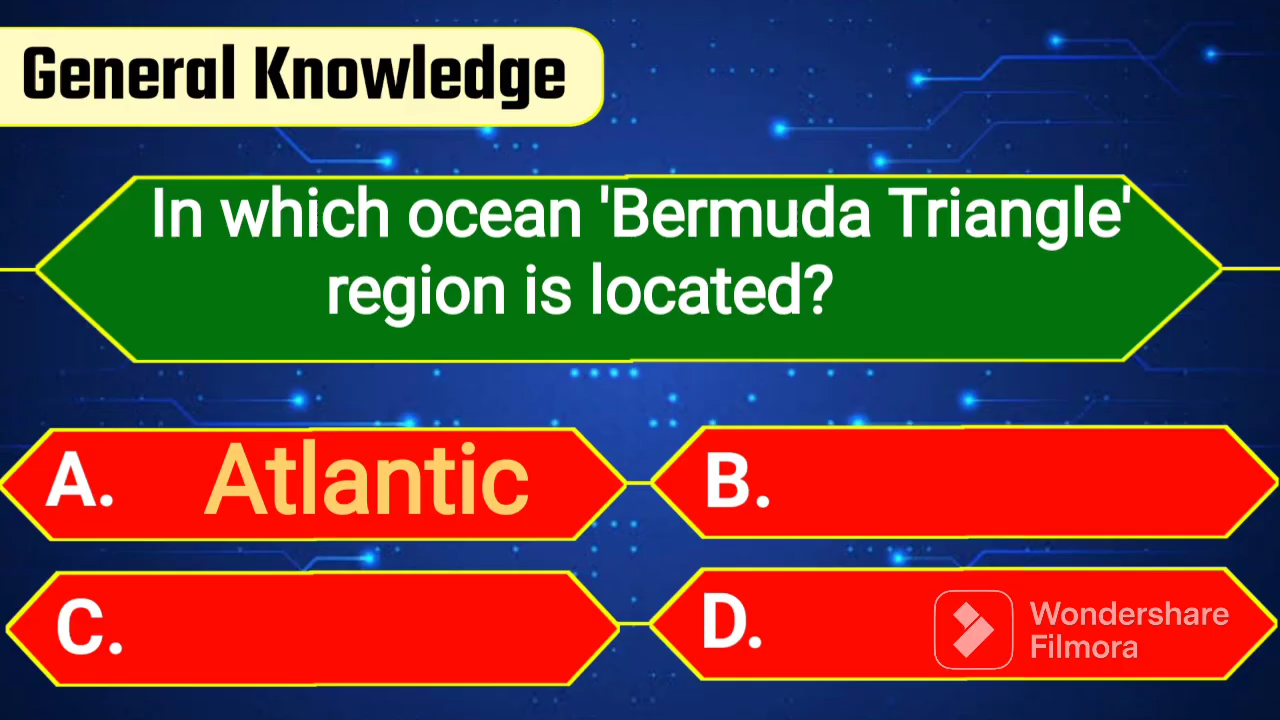 General Knowledge
In which ocean 'Bermuda Triangle'
region is located?
A. Atlantic
B.
C.
D.
Wondershare
Filmora